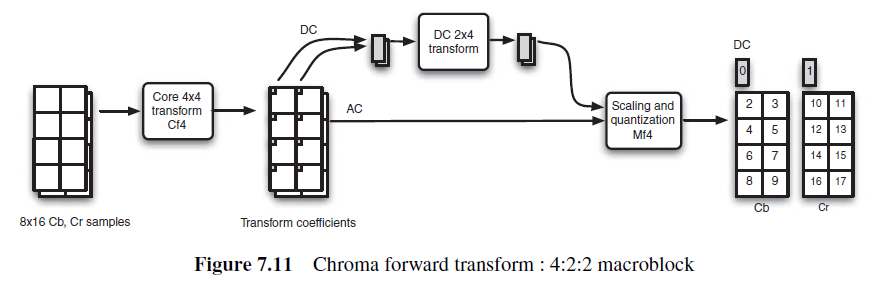 DC
DC 2x4
transform
DC
Core 4x4
transform
Cf4
AC
Scaling and
quantization
Mf4
0
1
2 3
4 5
6 7
8 9
10 11
12 13
14 15
16 17
Cb
Cr
8x16 Cb, Cr samples
Transform coefficients
Figure 7.11 Chroma forward transform : 4:2:2 macroblock